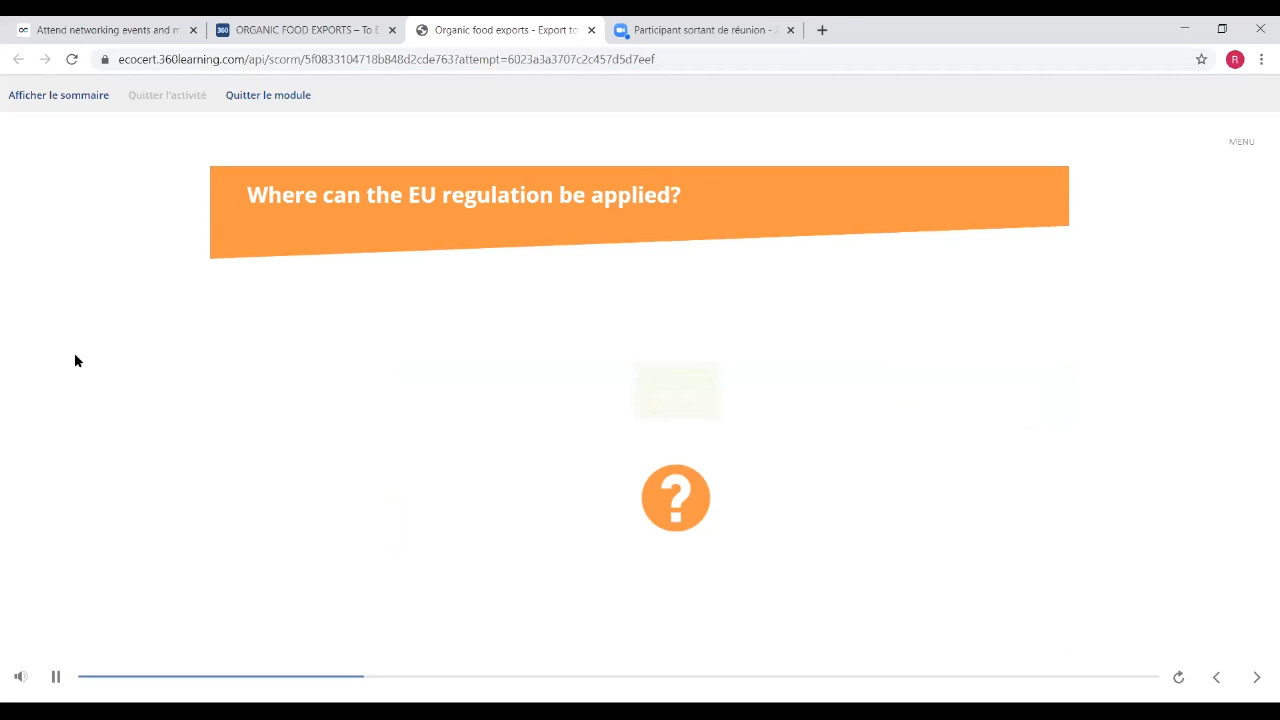 Attend networking events and m
360 ORGANIC FOOD EXPORTS – To E
Organic food exports - Export to
Participant sortant de réunion - 2
ecocert.360learning.com/api/scorm/5f0833104718b848d2cde763?attempt=6023a3a3707c2c457d5d7eef
R
Afficher le sommaire
Quitter l'activité
Quitter le module
MENU
Where can the EU regulation be applied?
?